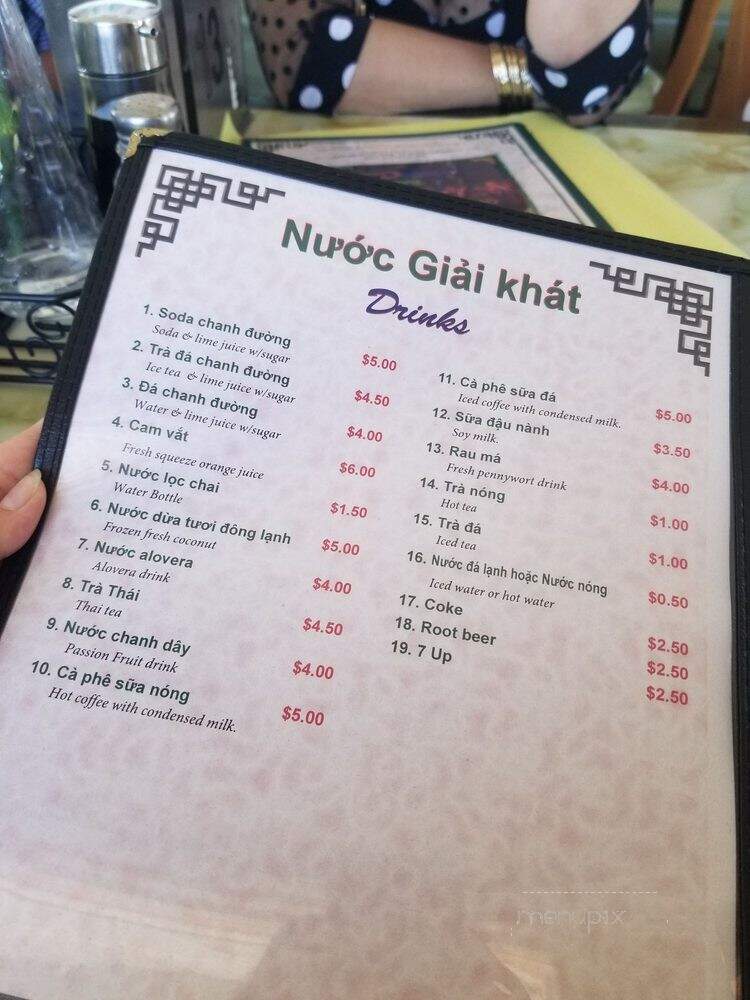 Nước Giải khát
Drinks
1. Soda chanh đường
Soda & lime juice w/sugar
$5.00
2. Trà đá chanh đường
Ice tea & lime juice w/sugar
$4.50
3. Đá chanh đường
Water & lime juice w/sugar
$4.00
4. Cam vắt
Fresh squeeze orange juice
$6.00
5. Nước lọc chai
Water Bottle
$1.50
6. Nước dừa tươi đông lạnh
Frozen fresh coconut
$5.00
7. Nước alovera
Alovera drink
$4.00
8. Trà Thái
Thai tea
$4.50
9. Nước chanh dây
Passion Fruit drink
$4.00
10. Cà phê sữa nóng
Hot coffee with condensed milk.
$5.00
11. Cà phê sữa đá
Iced coffee with condensed milk.
$5.00
12. Sữa đậu nành
Soy milk.
$3.50
13. Rau má
Fresh pennywort drink
$4.00
14. Trà nóng
Hot tea
$1.00
15. Trà đá
Iced tea
$1.00
16. Nước đá lạnh hoặc Nước nóng
Iced water or hot water
$0.50
17. Coke
$2.50
18. Root beer
$2.50
19. 7 Up
$2.50
menupix